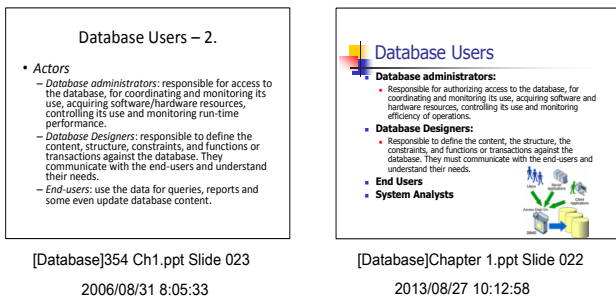 Database Users – 2.
• Actors
– Database administrators: responsible for access to
the database, for coordinating and monitoring its
use, acquiring software/hardware resources,
controlling its use and monitoring run-time
performance.
– Database Designers: responsible to define the
content, structure, constraints, and functions or
transactions against the database. They
communicate with the end-users and understand
their needs.
– End-users: use the data for queries, reports and
some even update database content.
[Database]354 Ch1.ppt Slide 023
2006/08/31 8:05:33
Database Users
Database administrators:
Responsible for authorizing access to the database, for
coordinating and monitoring its use, acquiring software and
hardware resources, controlling its use and monitoring
efficiency of operations.
Database Designers:
Responsible to define the content, the structure, the
constraints, and functions or transactions against the
database. They must communicate with the end-users and
understand their needs.
End Users
System Analysts
Users
Applications
Client
Applications
DBMS
[Database]Chapter 1.ppt Slide 022
2013/08/27 10:12:58